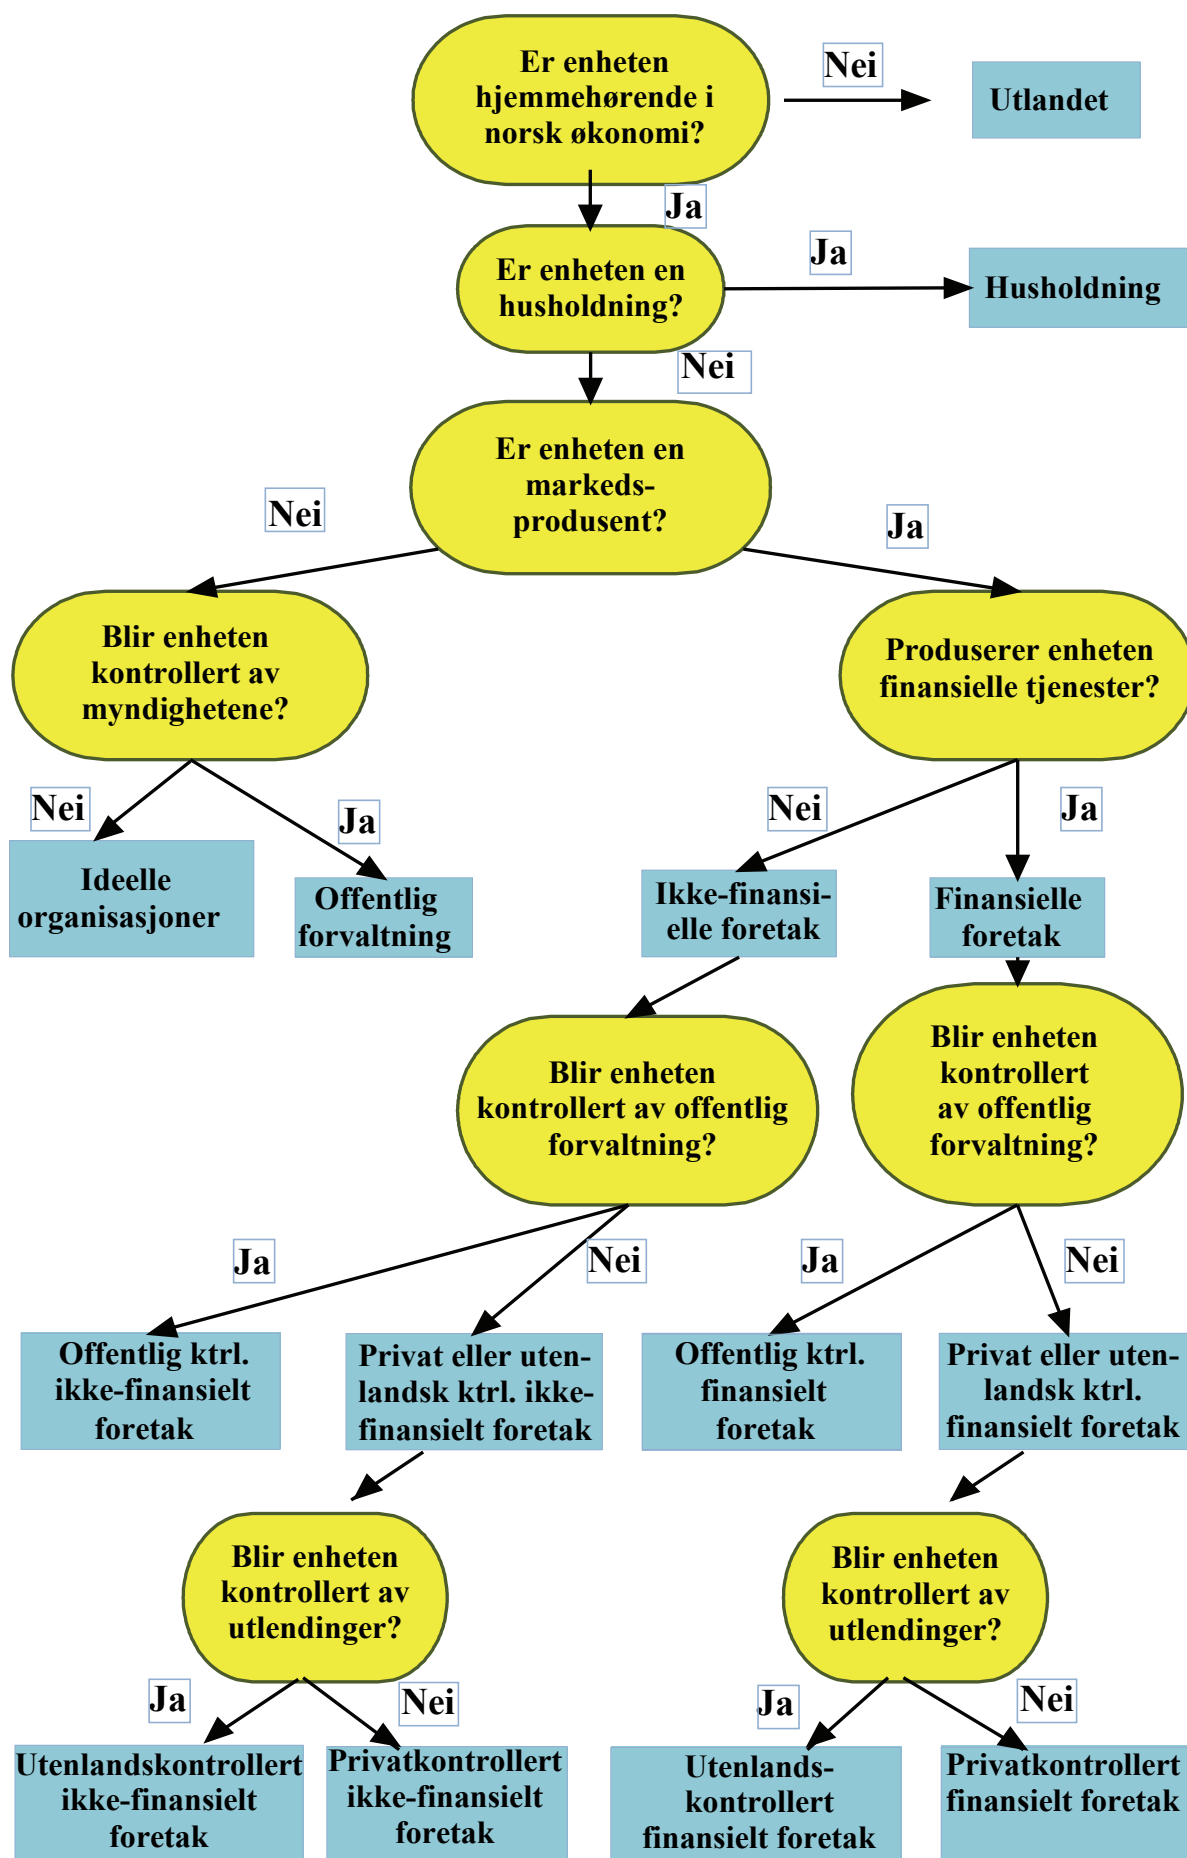 Er enheten
hjemmehørende i
norsk økonomi?
Nei
Utlandet
Ja
Er enheten en
husholdning?
Ja
Husholdning
Nei
Er enheten en
markeds-
produsent?
Nei
Ja
Blir enheten
kontrollert av
myndighetene?
Produserer enheten
finansielle tjenester?
Nei
Ja
Nei
Ja
Ideelle
organisasjoner
Offentlig
forvaltning
Ikke-finansi-
elle foretak
Finansielle
foretak
Blir enheten
kontrollert av offentlig
forvaltning?
Blir enheten
kontrollert
av offentlig
forvaltning?
Ja
Nei
Ja
Nei
Offentlig ktrl.
ikke-finansielt
foretak
Privat eller uten-
landsk ktrl. ikke-
finansielt foretak
Offentlig ktrl.
finansielt
foretak
Privat eller uten-
landsk ktrl.
finansielt foretak
Blir enheten
kontrollert av
utlendinger?
Blir enheten
kontrollert av
utlendinger?
Ja
Nei
Ja
Nei
Utenlandskontrollert
ikke-finansielt
foretak
Privatkontrollert
ikke-finansielt
foretak
Utenlands-
kontrollert
finansielt foretak
Privatkontrollert
finansielt foretak